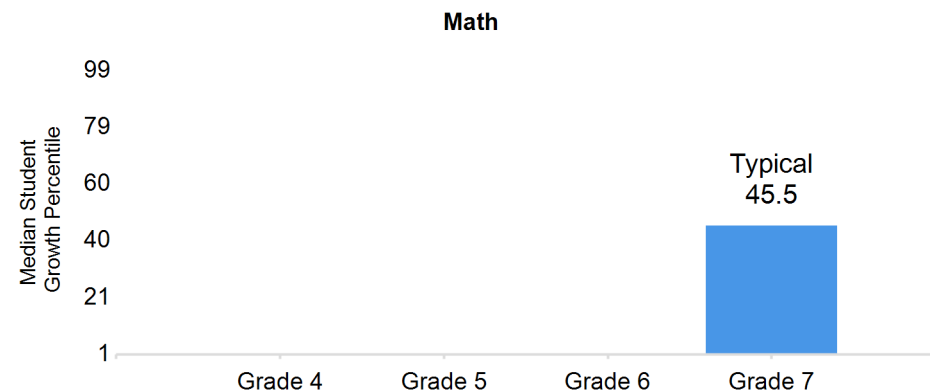 Math
Median Student
Growth Percentile
99
79
60
40
21
1
Typical
45.5
Grade 4
Grade 5
Grade 6
Grade 7